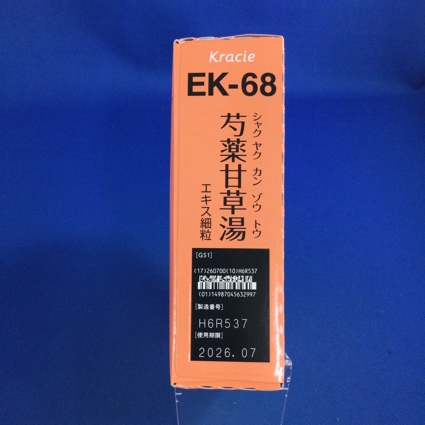 Kracie
EK-68
シャク ヤク カン ゾウ トウ
芍薬甘草湯
エキス細粒
[GS1]
(17)260700(10)H6R537
(01)14987045632997
[製造番号]
H6R537
[使用期限]
2026.07